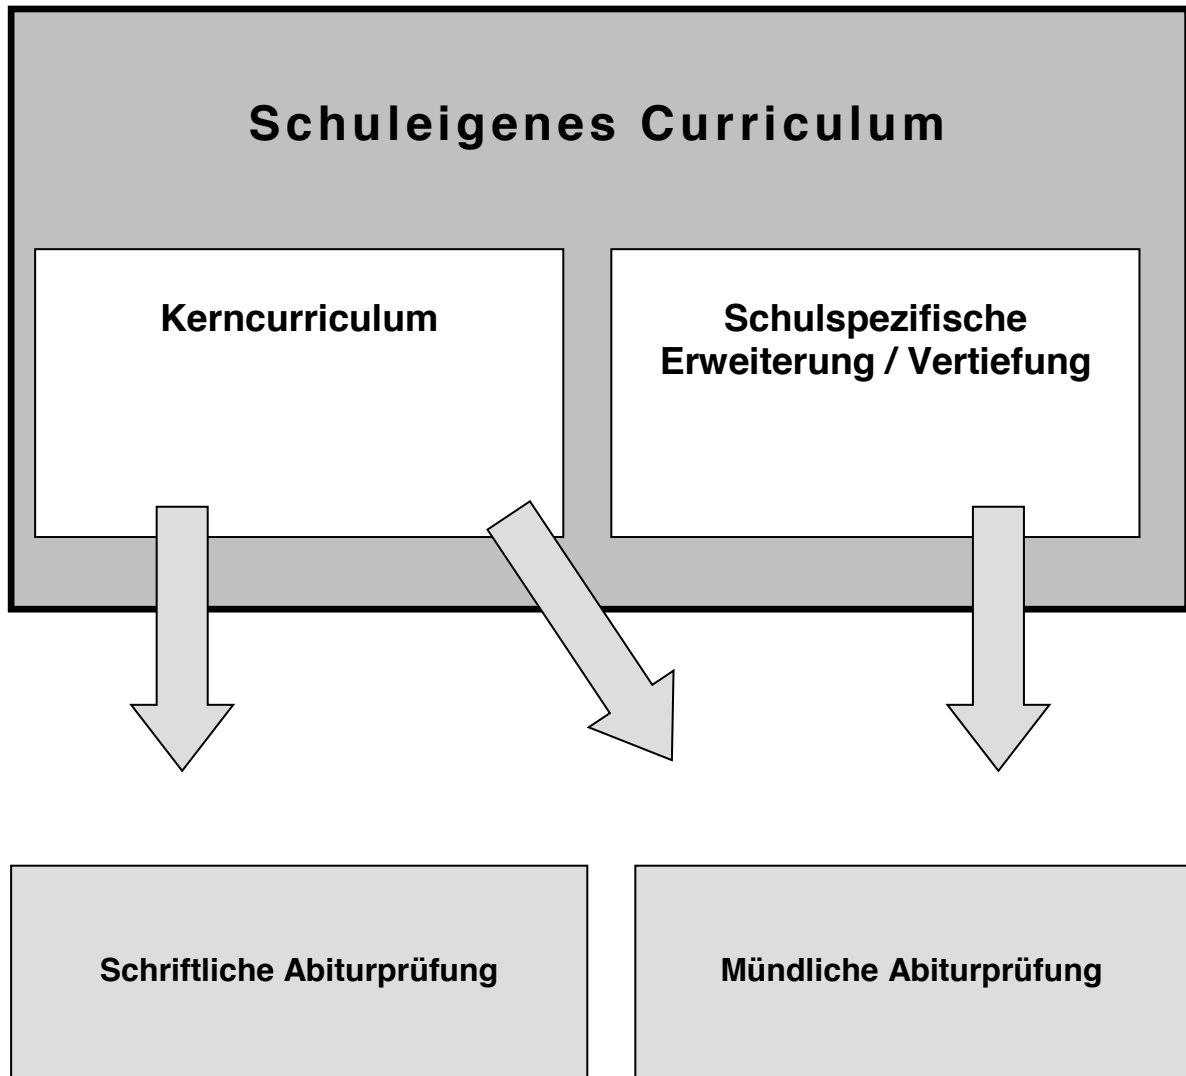 Schuleigenes Curriculum
Kerncurriculum
Schulspezifische
Erweiterung / Vertiefung
Schriftliche Abiturprüfung
Mündliche Abiturprüfung